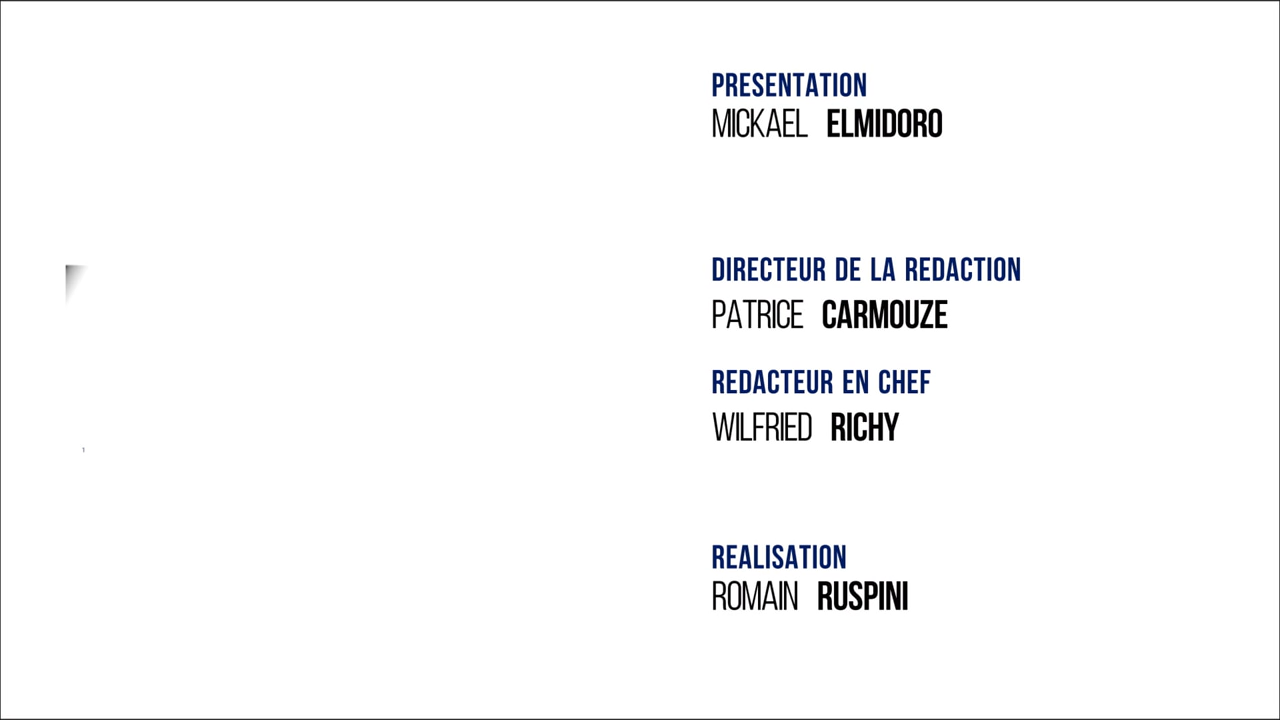 PRESENTATION
MICKAEL ELMIDORO
DIRECTEUR DE LA REDACTION
PATRICE CARMOUZE
REDACTEUR EN CHEF
WILFRIED RICHY
REALISATION
ROMAIN RUSPINI